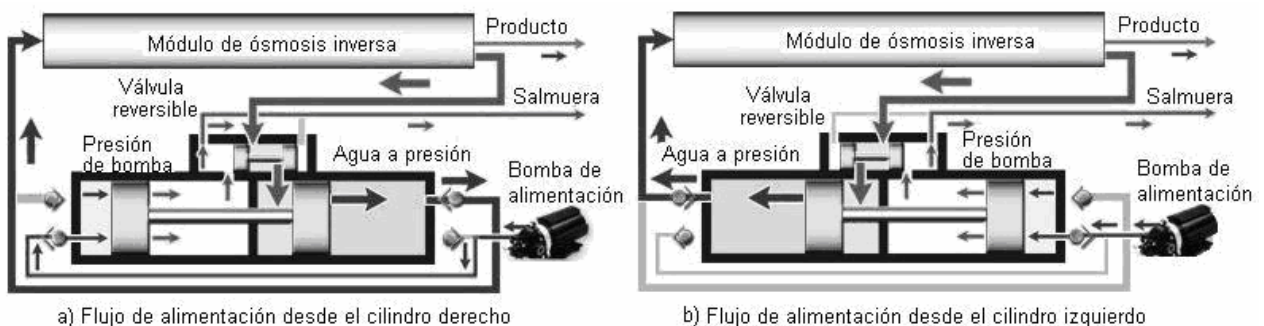 Producto
Módulo de ósmosis inversa
Válvula
reversible
Salmuera
Presión
de bomba
Agua a presión
Bomba de
alimentación
a) Flujo de alimentación desde el cilindro derecho
Producto
Módulo de ósmosis inversa
Válvula
reversible
Salmuera
Agua a presión
Presión
de bomba
Bomba de
alimentación
b) Flujo de alimentación desde el cilindro izquierdo